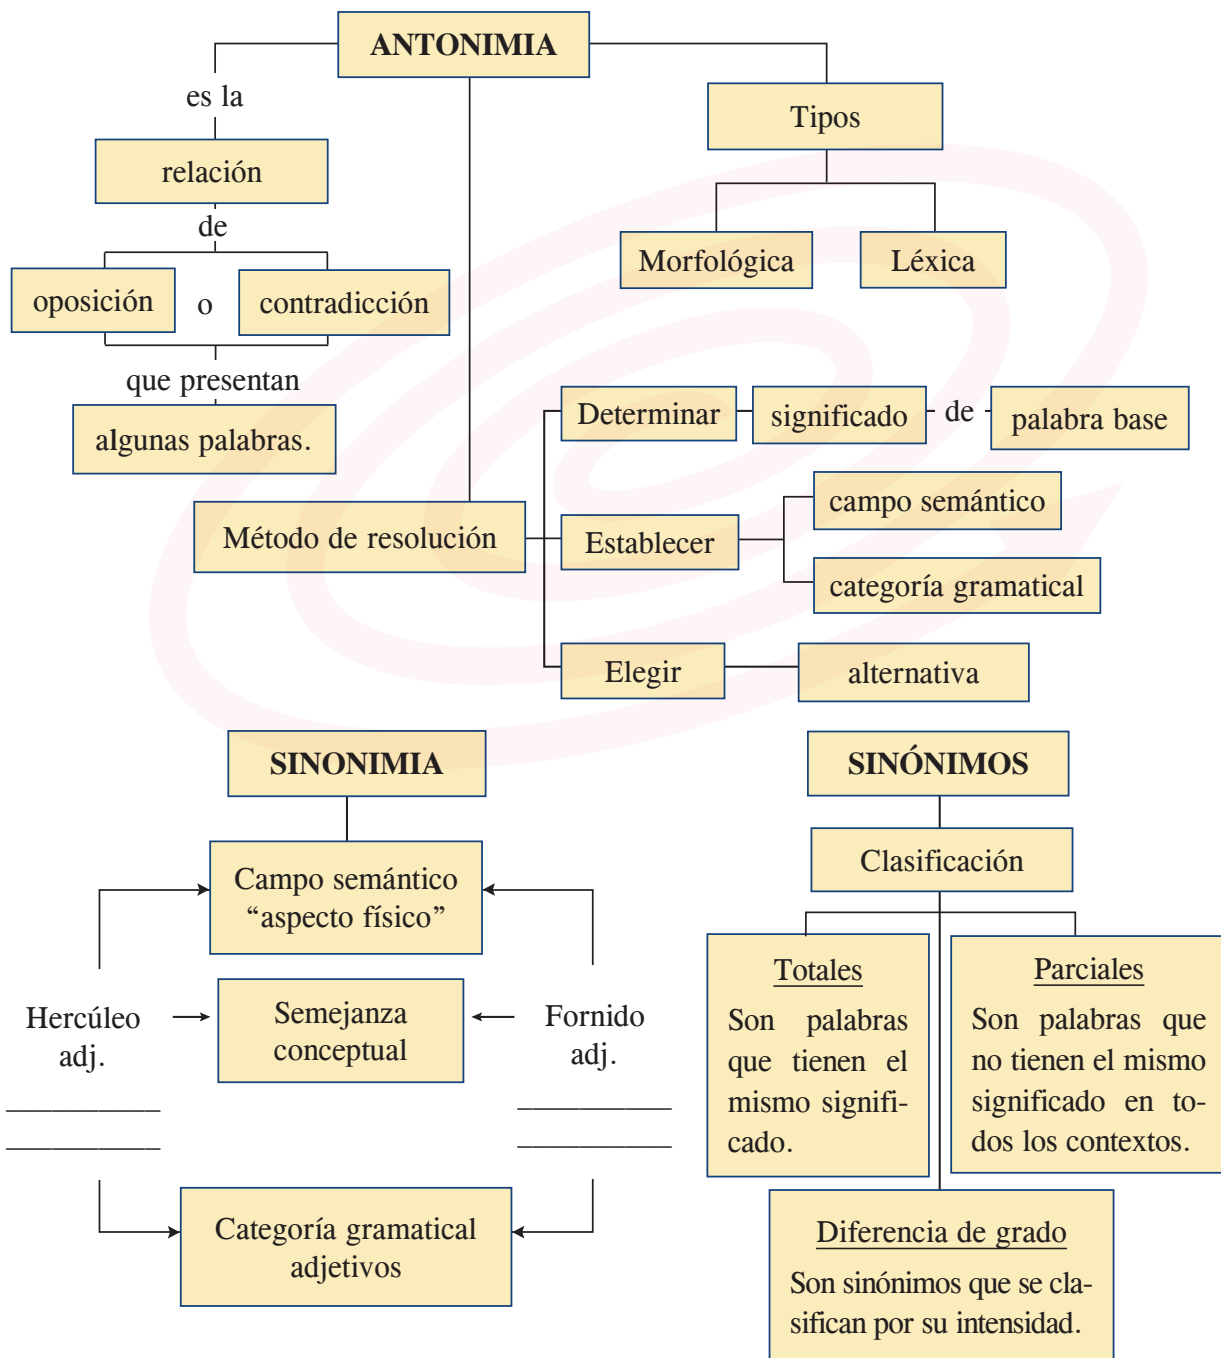 ANTONIMIA
es la
relación
de
oposición
o
contradicción
que presentan
algunas palabras.
Tipos
Morfológica
Léxica
Método de resolución
Determinar
significado
de
palabra base
Establecer
campo semántico
categoría gramatical
Elegir
alternativa
SINONIMIA
Campo semántico
“aspecto físico”
Hercúleo
adj.
Semejanza
conceptual
Fornido
adj.
Categoría gramatical
adjetivos
SINÓNIMOS
Clasificación
Totales
Son palabras
que tienen el
mismo signifi-
cado.
Parciales
Son palabras que
no tienen el mismo
significado en to-
dos los contextos.
Diferencia de grado
Son sinónimos que se cla-
sifican por su intensidad.